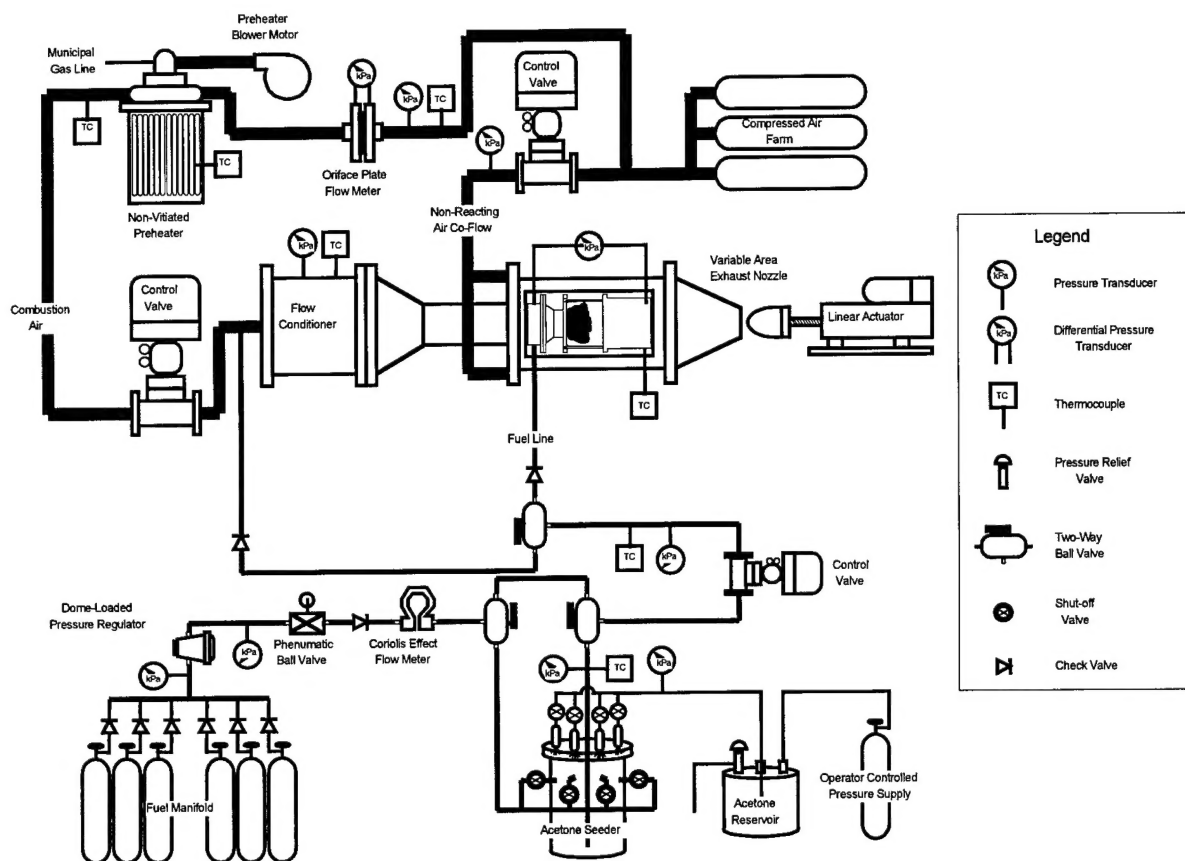 Preheater
Blower Motor
Municipal
Gas Line
kPa
kPa
TC
Control
Valve
Compressed Air
Farm
TC
TC
kPa
Oriface Plate
Flow Meter
Non-Vitiated
Preheater
Non-Reacting
Air Co-Flow
kPa
TC
kPa
Variable Area
Exhaust Nozzle
Control
Valve
Combustion
Air
Flow
Conditioner
Linear Actuator
TC
Fuel Line
TC
kPa
Control
Valve
Dome-Loaded
Pressure Regulator
kPa
Phenumatic
Ball Valve
Coriolis Effect
Flow Meter
kPa
kPa
TC
kPa
Fuel Manifold
Acetone Seeder
Acetone
Reservoir
Operator Controlled
Pressure Supply
Legend
kPa
Pressure Transducer
kPa
Differential Pressure
Transducer
TC
Thermocouple
Pressure Relief
Valve
Two-Way
Ball Valve
Shut-off
Valve
Check Valve